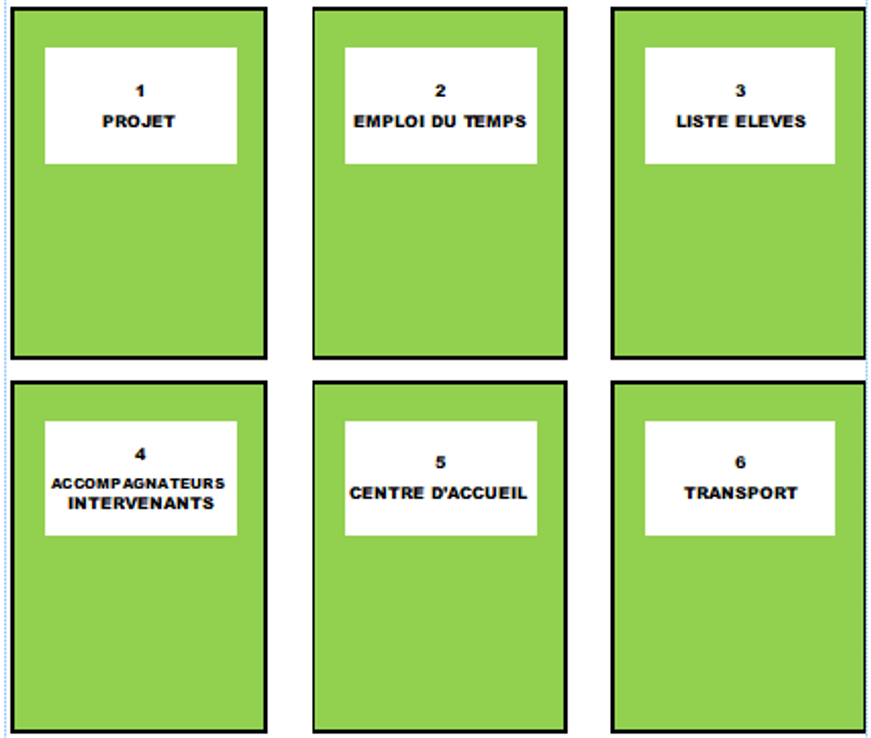 1
PROJET
2
EMPLOI DU TEMPS
3
LISTE ELEVES
4
ACCOMPAGNATEURS
INTERVENANTS
5
CENTRE D'ACCUEIL
6
TRANSPORT